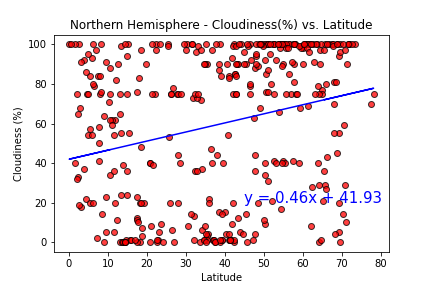 Northern Hemisphere - Cloudiness(%) vs. Latitude
Cloudiness (%)
100
80
60
40
20
0
y = 0.46x + 41.93
0 10 20 30 40 50 60 70 80
Latitude